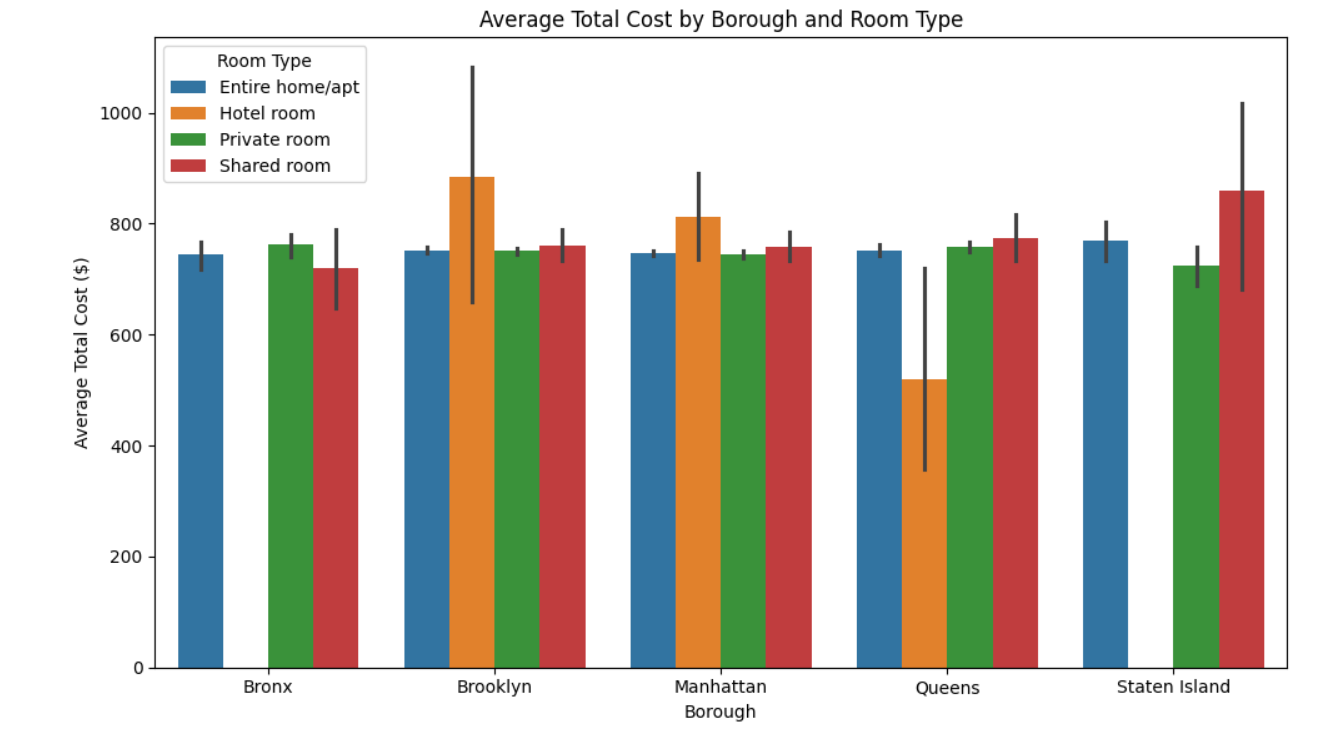 Average Total Cost by Borough and Room Type
Room Type
Entire home/apt
Hotel room
Private room
Shared room
Average Total Cost ($)
1000
800
600
400
200
0
Bronx Brooklyn Manhattan Queens Staten Island
Borough